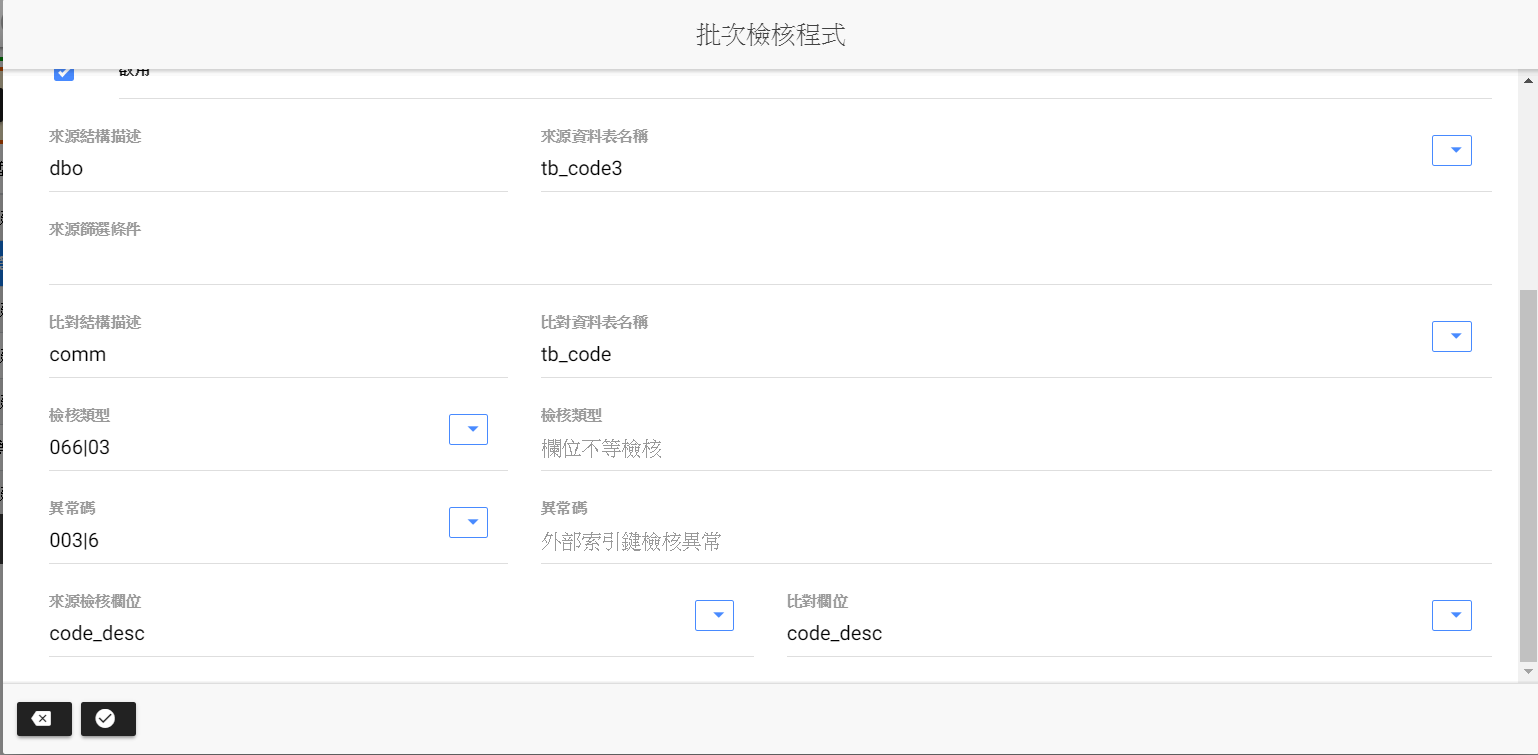 批次檢核程式
啟用
來源結構描述
來源資料表名稱
dbo
tb_code3
來源篩選條件
比對結構描述
比對資料表名稱
comm
tb_code
檢核類型
檢核類型
066|03
欄位不等檢核
異常碼
異常碼
003|6
外部索引鍵檢核異常
來源檢核欄位
比對欄位
code_desc
code_desc